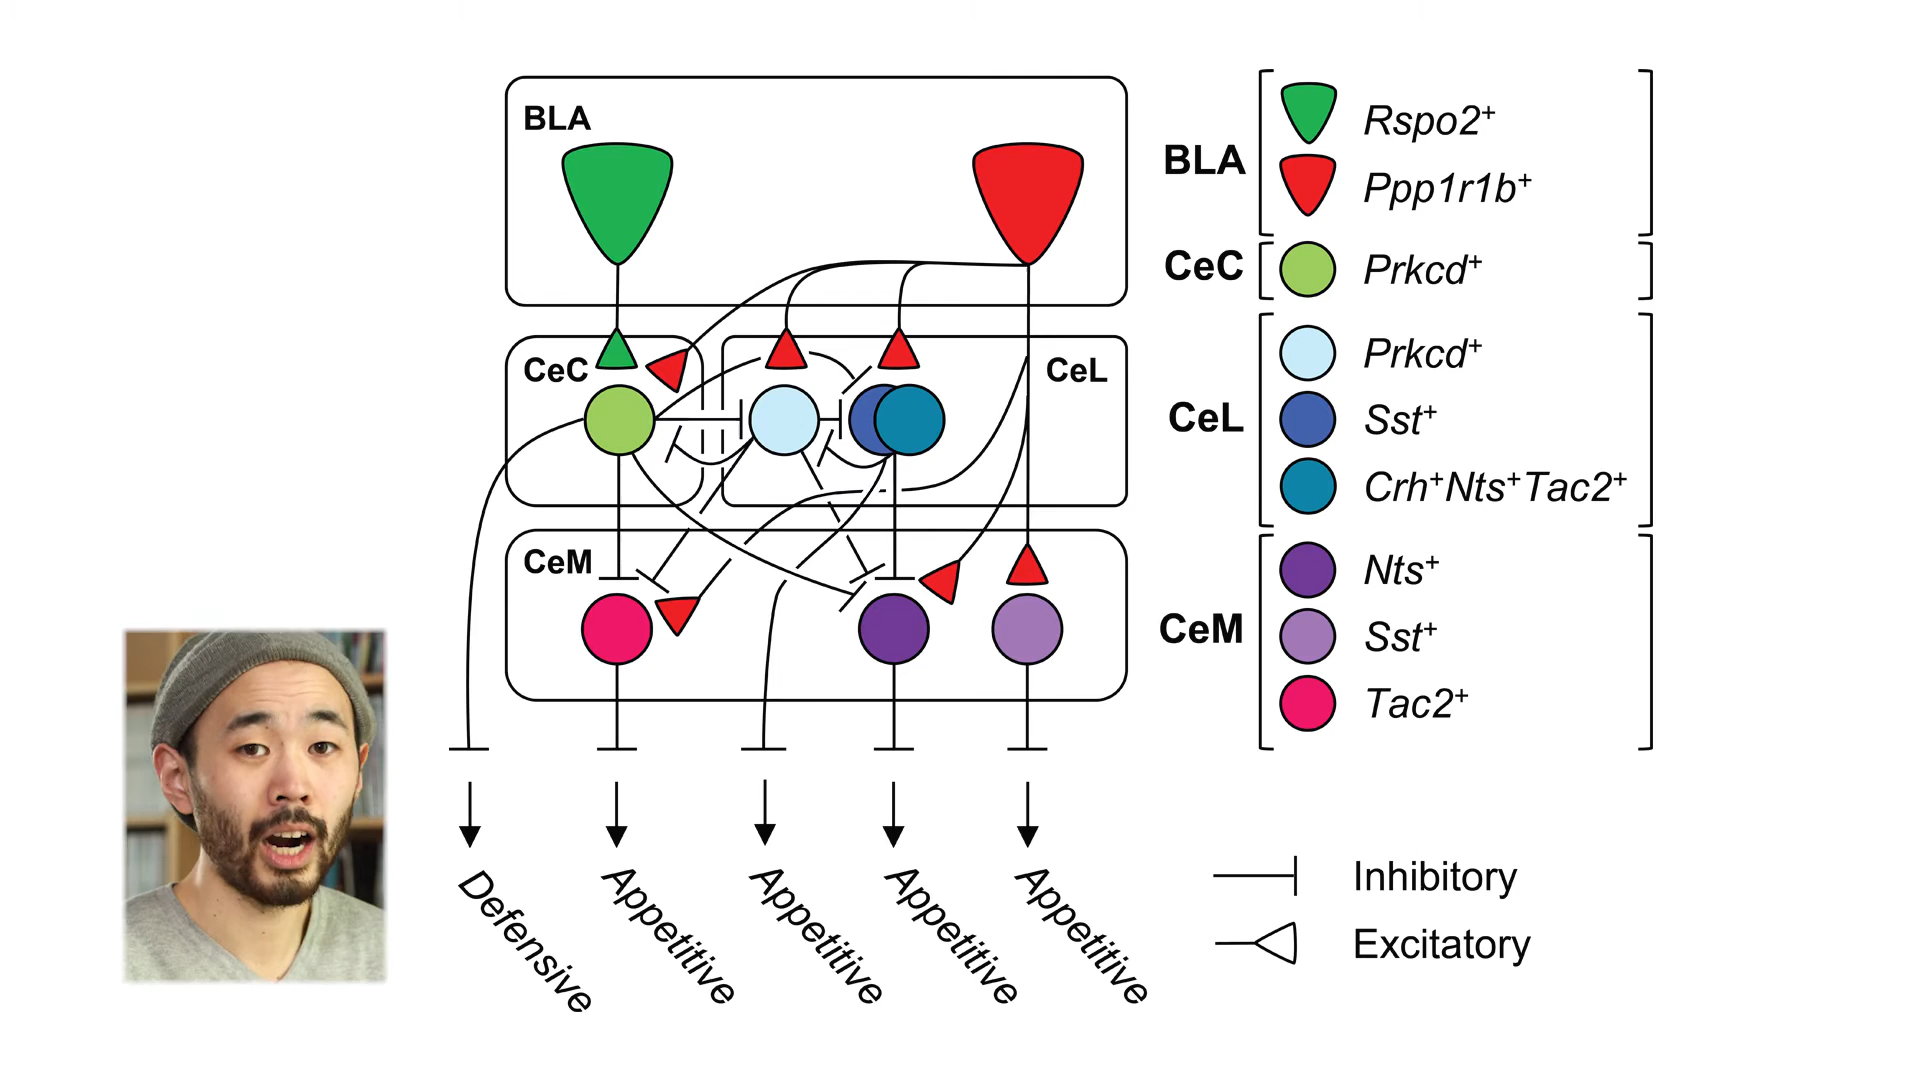 BLA
CeC
CeL
CeM
Defensive
Appetitive
Appetitive
Appetitive
Appetitive
BLA
Rspo2⁺
Ppp1r1b⁺
CeC
Prkcd⁺
CeL
Prkcd⁺
Sst⁺
Crh⁺Nts⁺Tac2⁺
CeM
Nts⁺
Sst⁺
Tac2⁺
Inhibitory
Excitatory